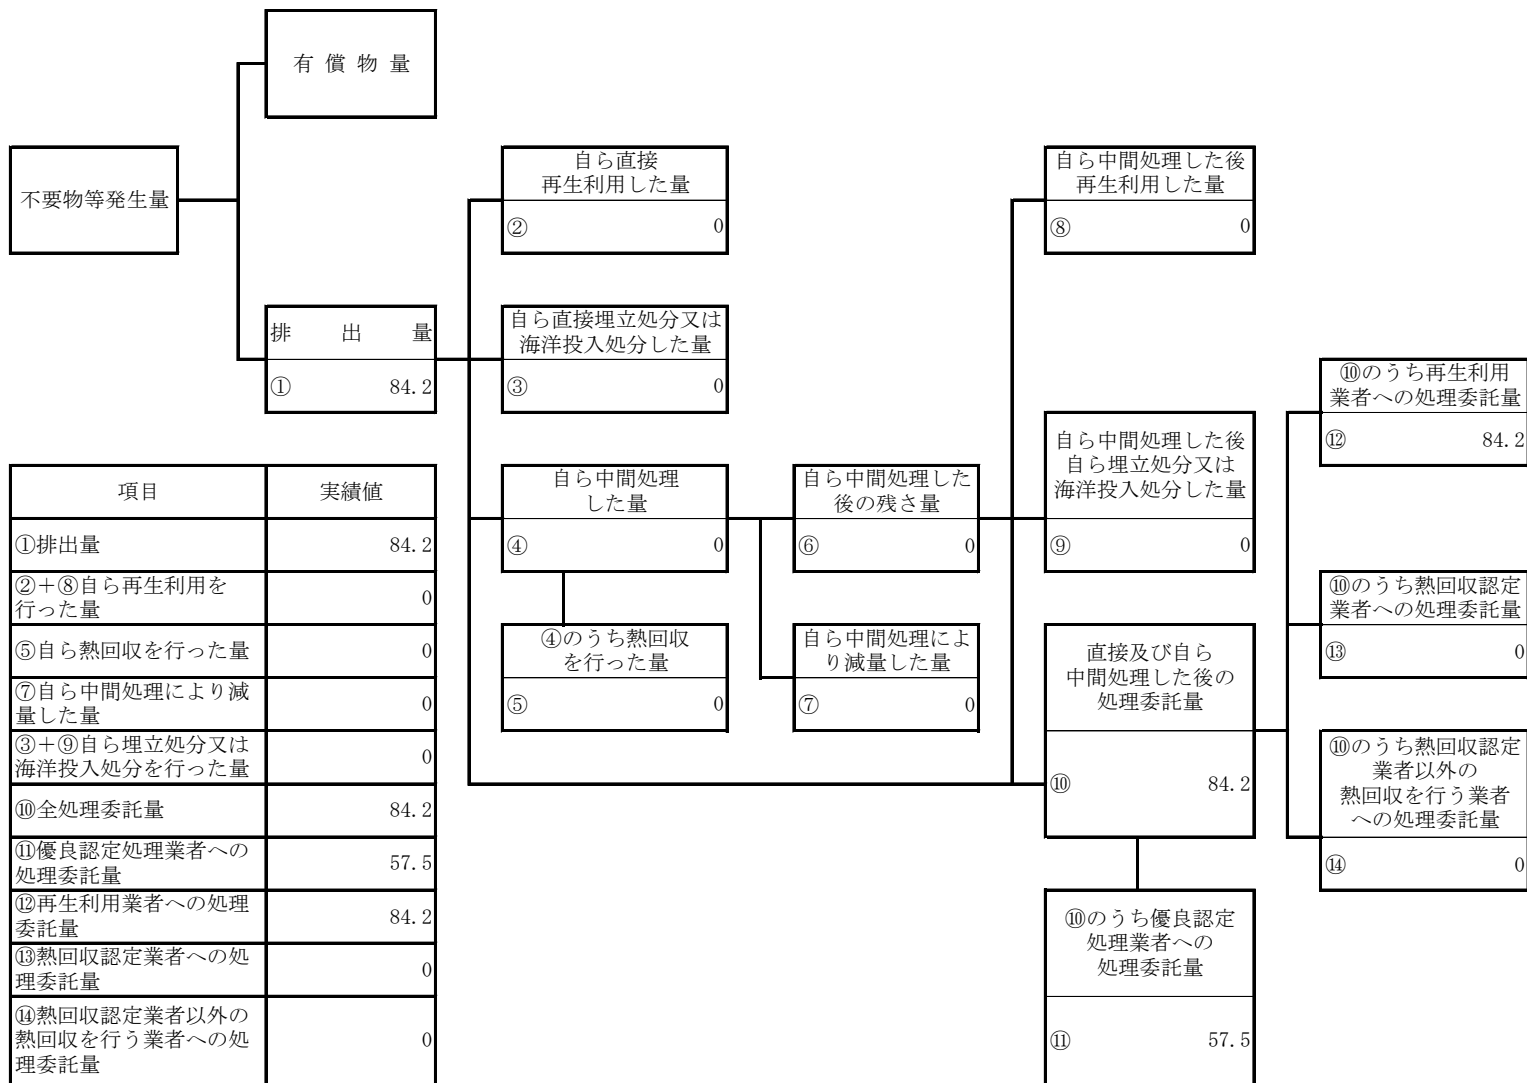 有償物量
不要物等発生量
排出量
① 84.2
自ら直接
再生利用した量
② 0
自ら直接埋立処分又は
海洋投入処分した量
③ 0
自ら中間処理
した量
④ 0
④のうち熱回収
を行った量
⑤ 0
自ら中間処理した
後の残さ量
⑥ 0
自ら中間処理によ
り減量した量
⑦ 0
自ら中間処理した後
再生利用した量
⑧ 0
自ら中間処理した後
自ら埋立処分又は
海洋投入処分した量
⑨ 0
直接及び自ら
中間処理した後の
処理委託量
⑩ 84.2
⑩のうち優良認定
処理業者への
処理委託量
⑪ 57.5
⑩のうち再生利用
業者への処理委託量
⑫ 84.2
⑩のうち熱回収認定
業者への処理委託量
⑬ 0
⑩のうち熱回収認定
業者以外の
熱回収を行う業者
への処理委託量
⑭ 0
項目 実績値
①排出量 84.2
②+⑧自ら再生利用を
行った量 0
⑤自ら熱回収を行った量 0
⑦自ら中間処理により減
量した量 0
③+⑨自ら埋立処分又は
海洋投入処分を行った量 0
⑩全処理委託量 84.2
⑪優良認定処理業者への
処理委託量 57.5
⑫再生利用業者への処理
委託量 84.2
⑬熱回収認定業者への処
理委託量 0
⑭熱回収認定業者以外の
熱回収を行う業者への処
理委託量 0